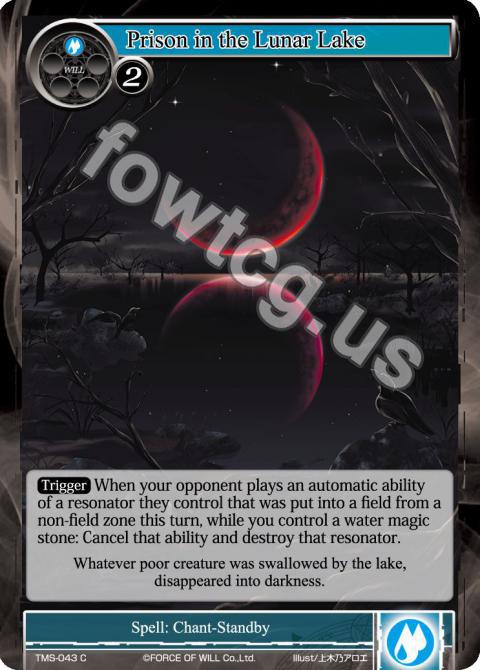 Prison in the Lunar Lake
WILL
2
fowtcg.us
Trigger When your opponent plays an automatic ability
of a resonator they control that was put into a field from a
non-field zone this turn, while you control a water magic
stone: Cancel that ability and destroy that resonator.
Whatever poor creature was swallowed by the lake,
disappeared into darkness.
Spell: Chant-Standby
TMS-043 C ©FORCE OF WILL Co.,Ltd. Illust/上木乃アロエ